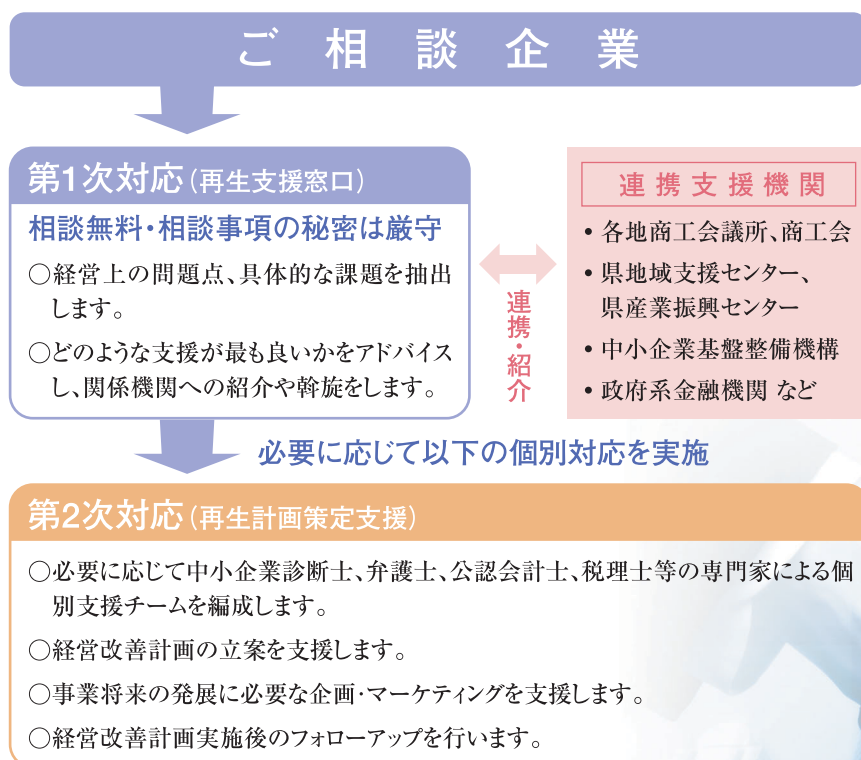 ご相談企業
第1次対応(再生支援窓口)
相談無料・相談事項の秘密は厳守
○経営上の問題点、具体的な課題を抽出
します。
○どのような支援が最も良いかをアドバイス
し、関係機関への紹介や斡旋をします。
連携・紹介
連携支援機関
• 各地商工会議所、商工会
• 県地域支援センター、
県産業振興センター
• 中小企業基盤整備機構
• 政府系金融機関 など
必要に応じて以下の個別対応を実施
第2次対応(再生計画策定支援)
○必要に応じて中小企業診断士、弁護士、公認会計士、税理士等の専門家による個
別支援チームを編成します。
○経営改善計画の立案を支援します。
○事業将来の発展に必要な企画・マーケティングを支援します。
○経営改善計画実施後のフォローアップを行います。